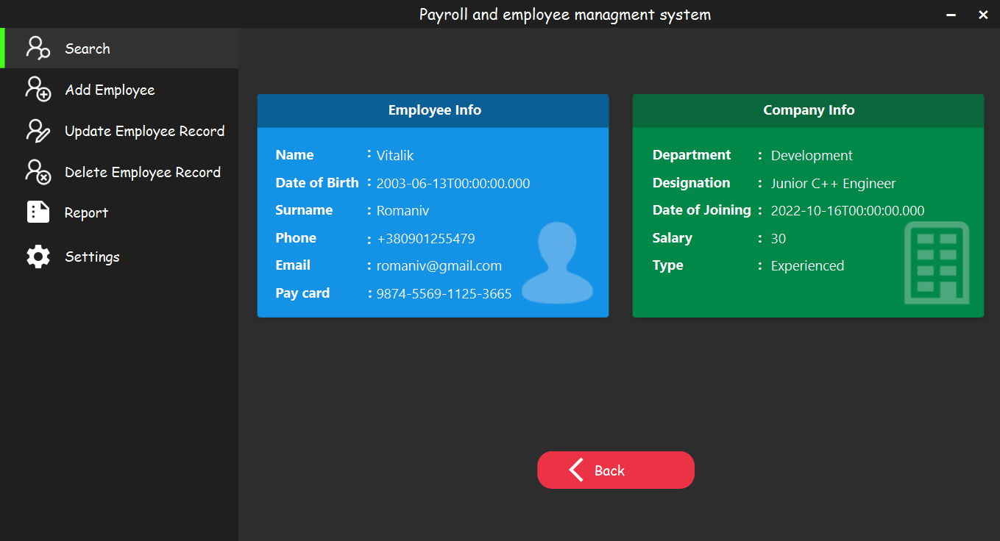 Payroll and employee managment system
Search
Add Employee
Update Employee Record
Delete Employee Record
Report
Settings
Employee Info
Name : Vitalik
Date of Birth : 2003-06-13T00:00:00.000
Surname : Romaniv
Phone : +380901255479
Email : romaniv@gmail.com
Pay card : 9874-5569-1125-3665
Company Info
Department : Development
Designation : Junior C++ Engineer
Date of Joining : 2022-10-16T00:00:00.000
Salary : 30
Type : Experienced
Back